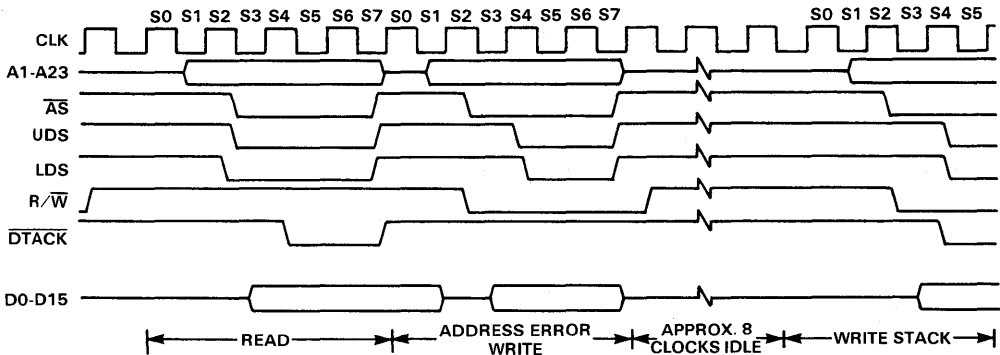 S0 S1 S2 S3 S4 S5 S6 S7 S0 S1 S2 S3 S4 S5 S6 S7 S0 S1 S2 S3 S4 S5
CLK
A1-A23
AS
UDS
LDS
R/W
DTACK
D0-D15
READ
ADDRESS ERROR
WRITE
APPROX. 8
CLOCKS IDLE
WRITE STACK